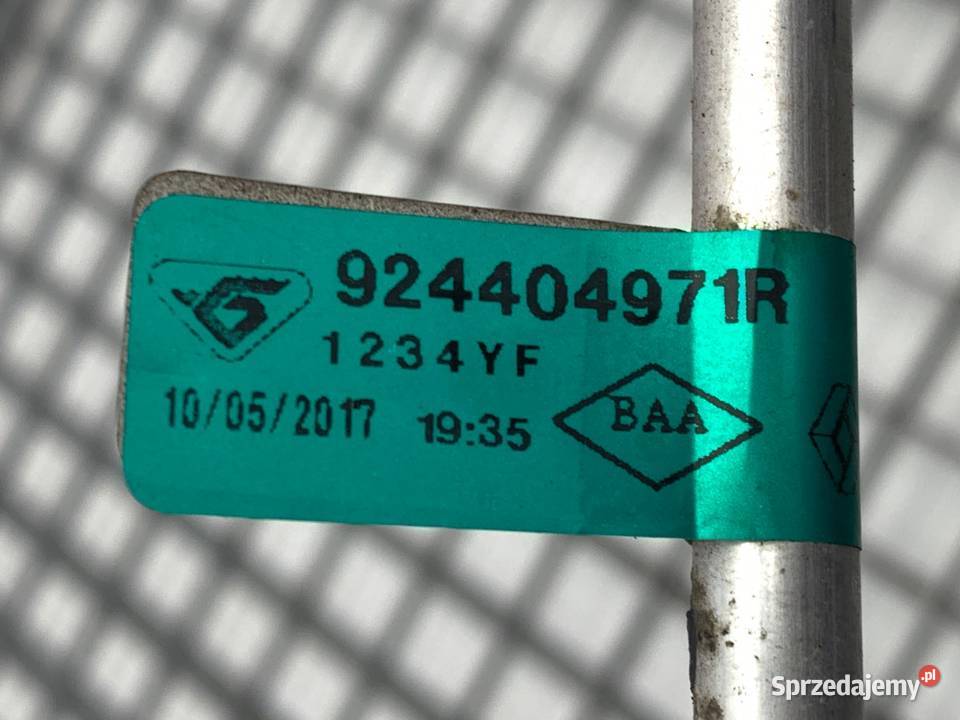 924404971R
1234YF
10/05/2017 19:35
BAA
Sprzedajemy.pl